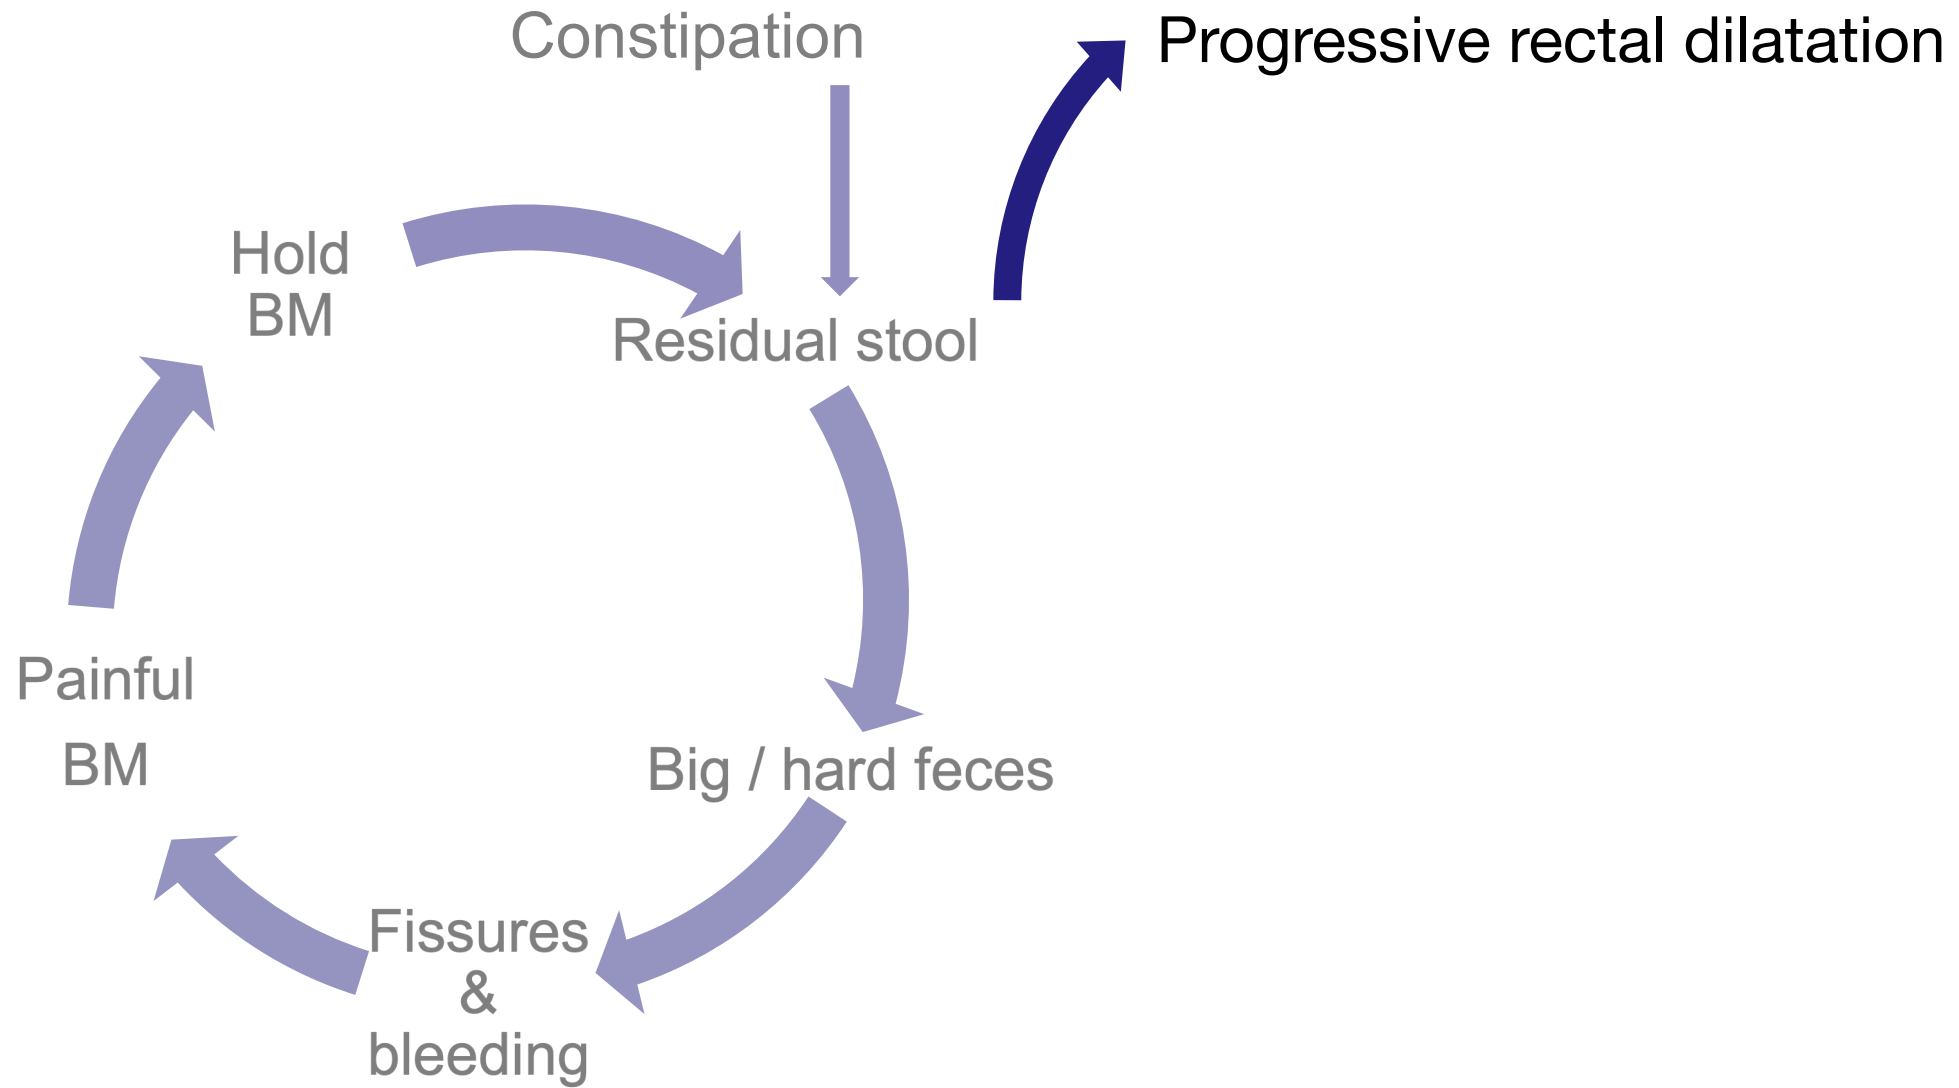 Constipation
Progressive rectal dilatation
Hold
BM
Residual stool
Painful
BM
Big / hard feces
Fissures
&
bleeding